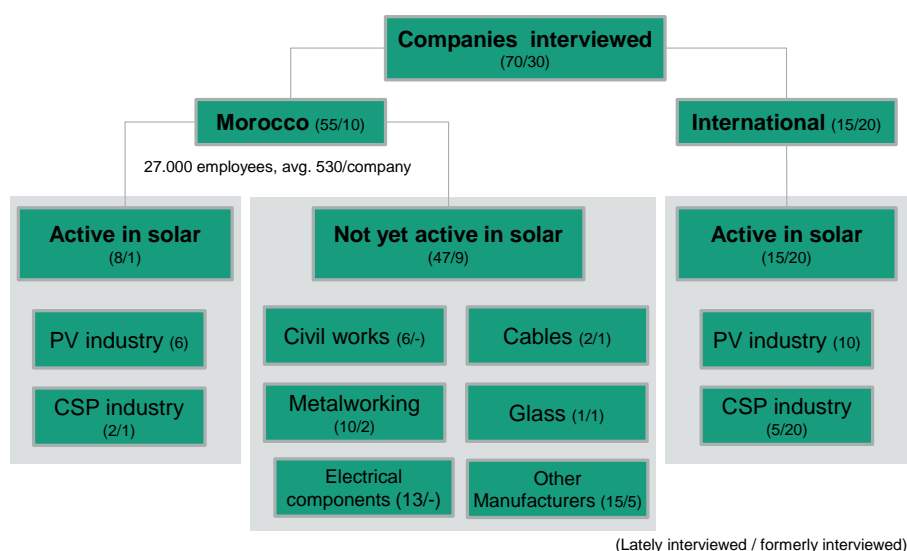 Companies interviewed
(70/30)
Morocco (55/10)
International (15/20)
27.000 employees, avg. 530/company
Active in solar
(8/1)
Not yet active in solar
(47/9)
Active in solar
(15/20)
PV industry (6)
CSP industry
(2/1)
Civil works (6/-)
Cables (2/1)
Metalworking
(10/2)
Glass (1/1)
Electrical
components (13/-)
Other
Manufacturers (15/5)
PV industry (10)
CSP industry
(5/20)
(Lately interviewed / formerly interviewed)